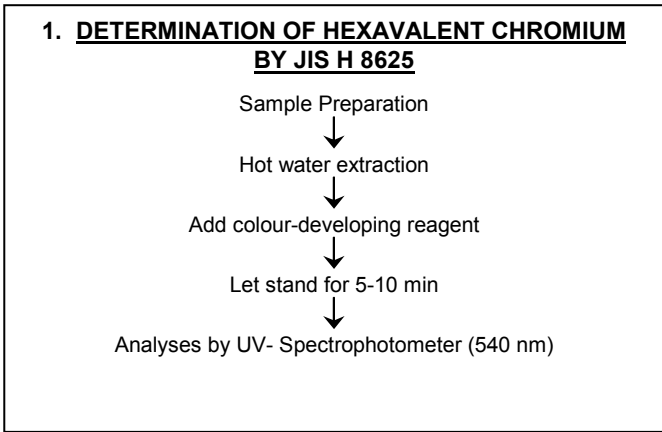 1. DETERMINATION OF HEXAVALENT CHROMIUM
BY JIS H 8625
Sample Preparation
Hot water extraction
Add colour-developing reagent
Let stand for 5-10 min
Analyses by UV- Spectrophotometer (540 nm)